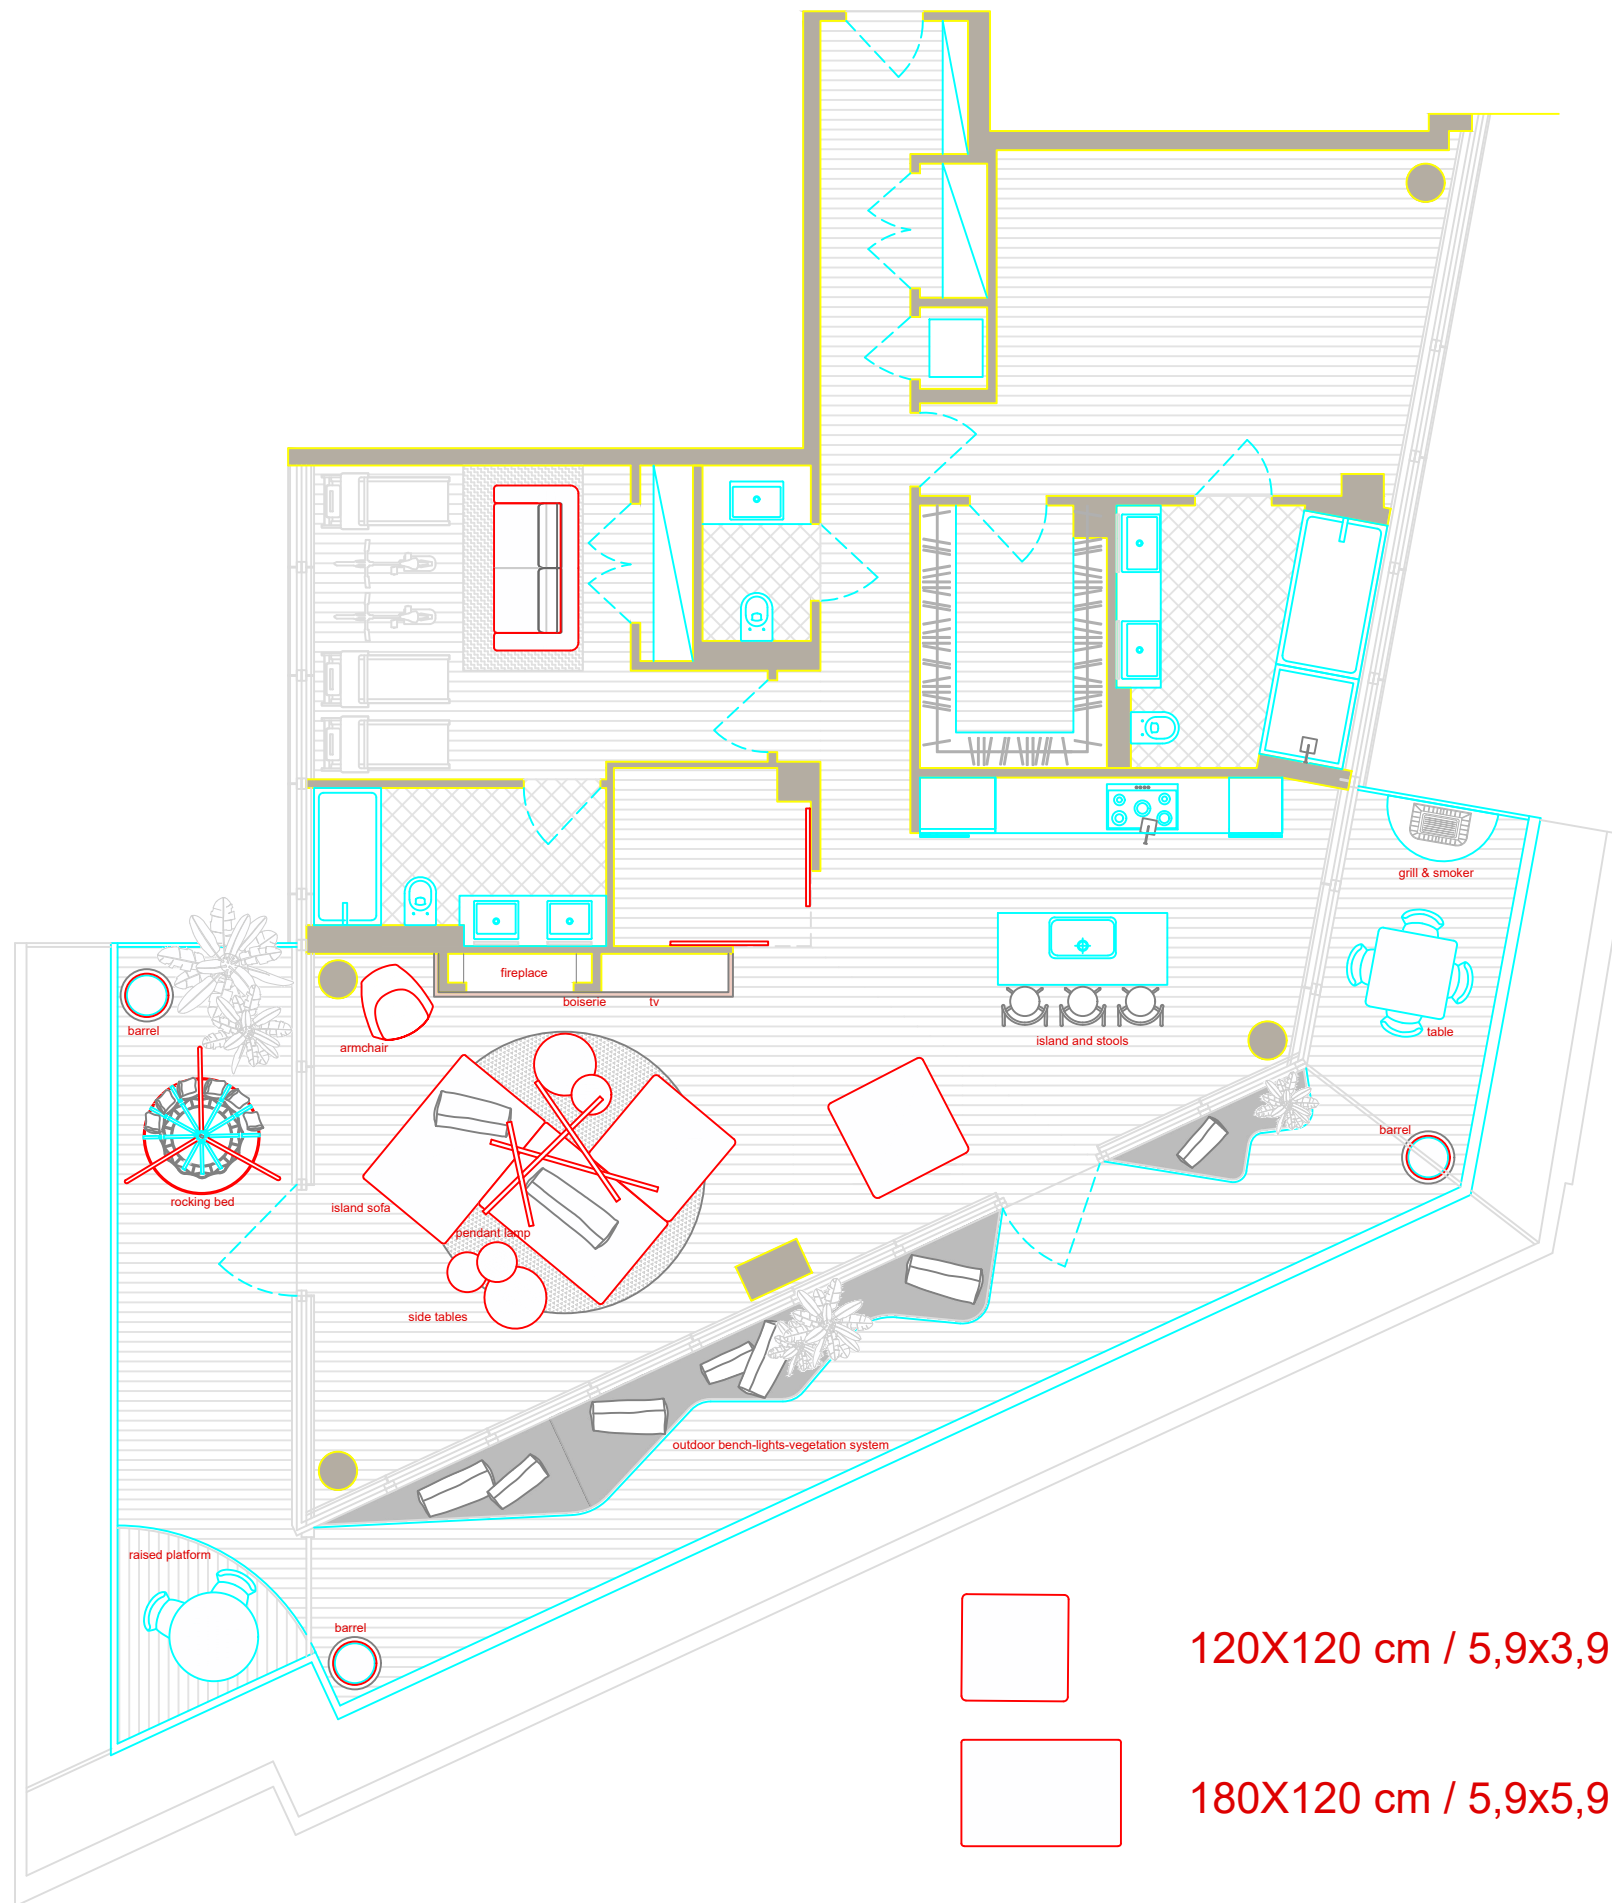 grill & smoker
fireplace
boiserie
tv
barrel
table
armchair
island and stools
barrel
rocking bed
island sofa
pendant lamp
side tables
outdoor bench-lights-vegetation system
raised platform
barrel
120X120 cm / 5,9x3,9
180X120 cm / 5,9x5,9